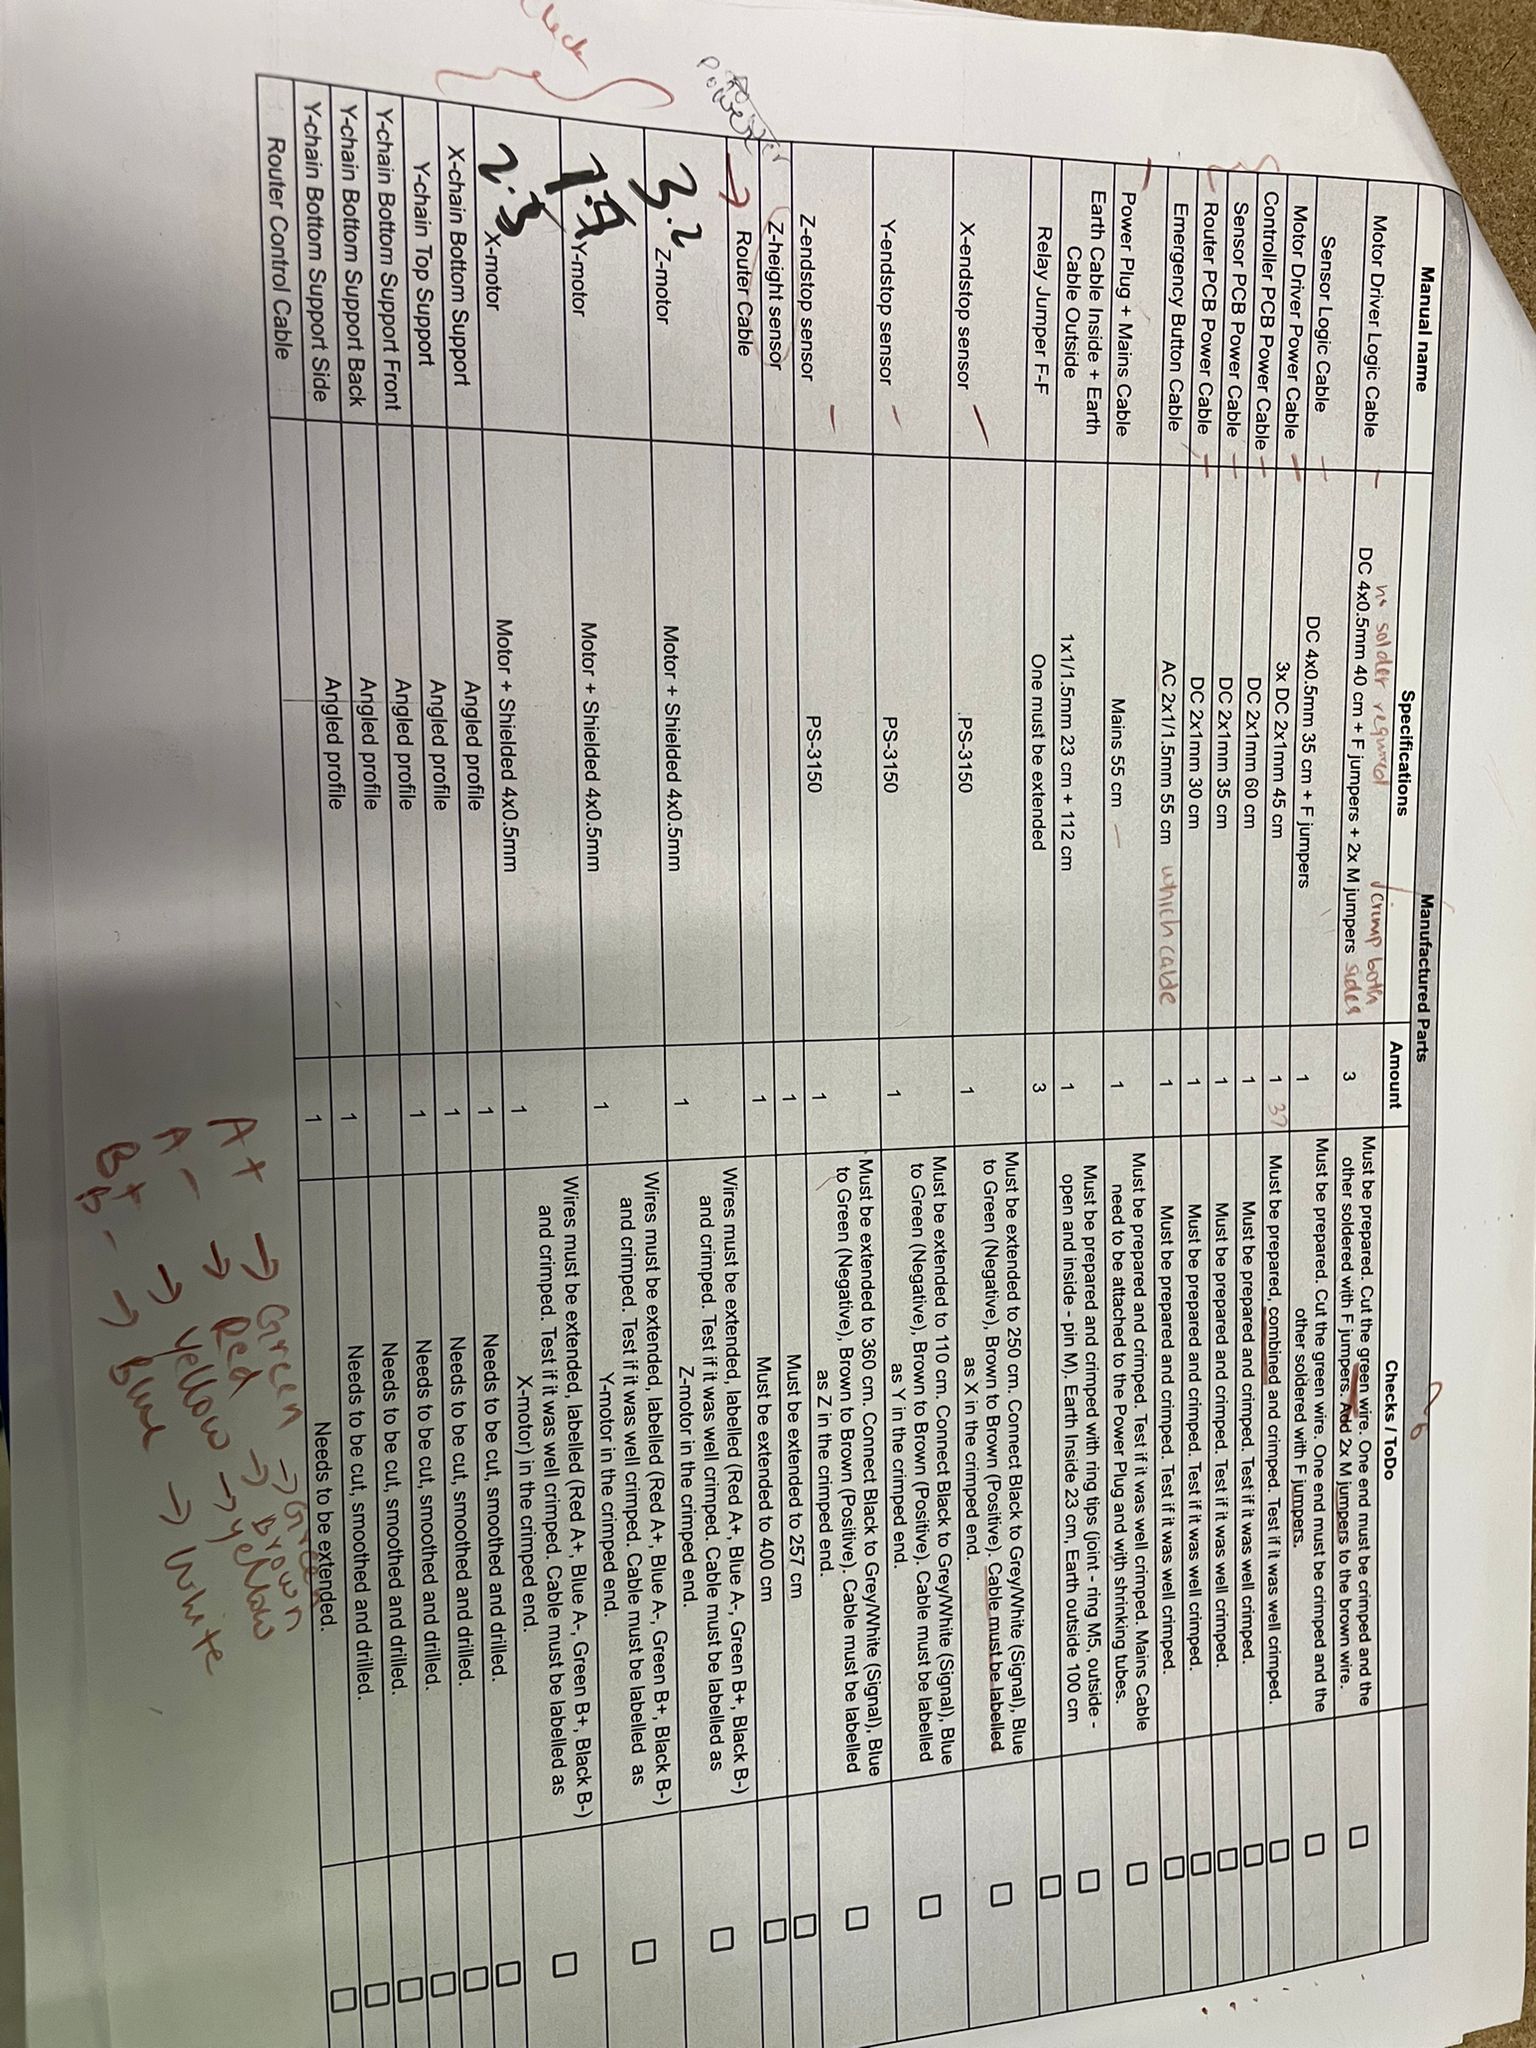 Manufactured Parts
Manual name Specifications Amount Checks / ToDo
no solder required crimp both sides
Motor Driver Logic Cable DC 4x0.5mm 40 cm + F jumpers + 2x M jumpers 3 Must be prepared. Cut the green wire. One end must be crimped and the
other soldered with F jumpers. Add 2x M jumpers to the brown wire.
Sensor Logic Cable DC 4x0.5mm 35 cm + F jumpers 1 Must be prepared. Cut the green wire. One end must be crimped and the
other soldered with F jumpers.
Motor Driver Power Cable 3x DC 2x1mm 45 cm 1 3? Must be prepared, combined and crimped. Test if it was well crimped.
Controller PCB Power Cable DC 2x1mm 60 cm 1 Must be prepared and crimped. Test if it was well crimped.
Sensor PCB Power Cable DC 2x1mm 35 cm 1 Must be prepared and crimped. Test if it was well crimped.
Router PCB Power Cable DC 2x1mm 30 cm 1 Must be prepared and crimped. Test if it was well crimped.
Emergency Button Cable AC 2x1/1.5mm 55 cm which cable 1 Must be prepared and crimped. Test if it was well crimped.
Power Plug + Mains Cable Mains 55 cm 1 Must be prepared and crimped. Test if it was well crimped. Mains Cable
need to be attached to the Power Plug and with shrinking tubes.
Earth Cable Inside + Earth
Cable Outside 1x1/1.5mm 23 cm + 112 cm 1 Must be prepared and crimped with ring tips (joint - ring M5, outside -
open and inside - pin M). Earth Inside 23 cm, Earth outside 100 cm
Relay Jumper F-F One must be extended 3
X-endstop sensor PS-3150 1 Must be extended to 250 cm. Connect Black to Grey/White (Signal), Blue
to Green (Negative), Brown to Brown (Positive). Cable must be labelled
as X in the crimped end.
Y-endstop sensor PS-3150 1 Must be extended to 110 cm. Connect Black to Grey/White (Signal), Blue
to Green (Negative), Brown to Brown (Positive). Cable must be labelled
as Y in the crimped end.
Z-endstop sensor PS-3150 1 Must be extended to 360 cm. Connect Black to Grey/White (Signal), Blue
to Green (Negative), Brown to Brown (Positive). Cable must be labelled
as Z in the crimped end.
Z-height sensor 1 Must be extended to 257 cm
Router Cable 1 Must be extended to 400 cm
3.2 Z-motor Motor + Shielded 4x0.5mm 1 Wires must be extended, labelled (Red A+, Blue A-, Green B+, Black B-)
and crimped. Test if it was well crimped. Cable must be labelled as
Z-motor in the crimped end.
Y-motor Motor + Shielded 4x0.5mm 1 Wires must be extended, labelled (Red A+, Blue A-, Green B+, Black B-)
and crimped. Test if it was well crimped. Cable must be labelled as
Y-motor in the crimped end.
X-motor Motor + Shielded 4x0.5mm 1 Wires must be extended, labelled (Red A+, Blue A-, Green B+, Black B-)
and crimped. Test if it was well crimped. Cable must be labelled as
X-motor) in the crimped end.
X-chain Bottom Support Angled profile 1 Needs to be cut, smoothed and drilled.
Y-chain Top Support Angled profile 1 Needs to be cut, smoothed and drilled.
Y-chain Bottom Support Front Angled profile 1 Needs to be cut, smoothed and drilled.
Y-chain Bottom Support Back Angled profile Needs to be cut, smoothed and drilled.
Y-chain Bottom Support Side Angled profile 1 Needs to be cut, smoothed and drilled.
Router Control Cable 1 Needs to be extended.
A+ → Green → Green
A- → Red → Brown
B+ → Yellow → yellow
B- → Blue → White